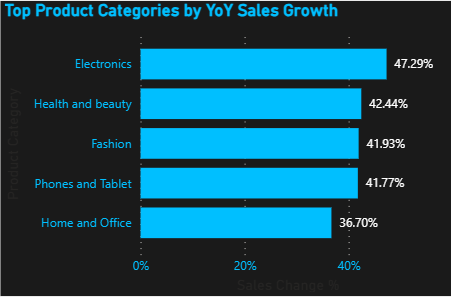 Top Product Categories by YoY Sales Growth
Product Category
Electronics 47.29%
Health and beauty 42.44%
Fashion 41.93%
Phones and Tablet 41.77%
Home and Office 36.70%
0% 20% 40%
Sales Change %